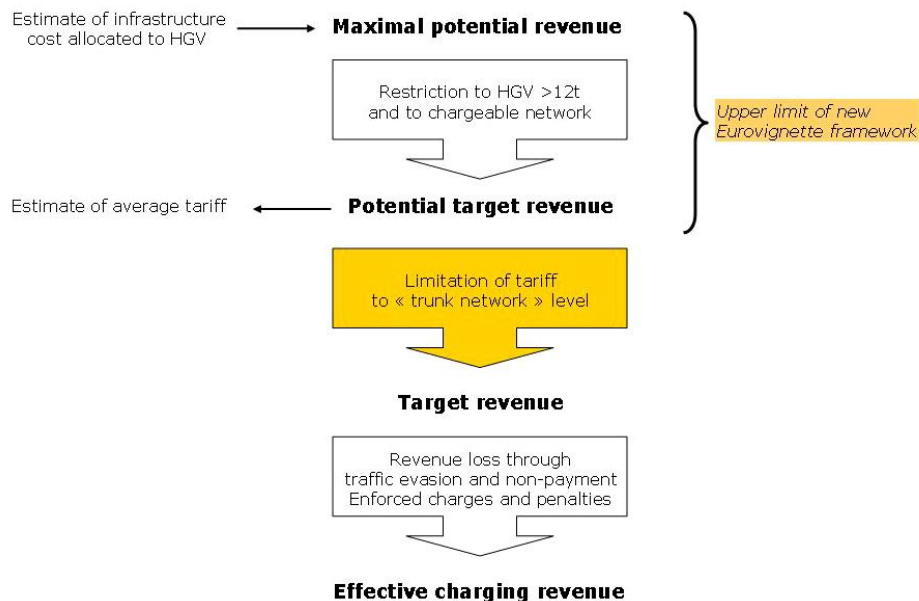 Estimate of infrastructure
cost allocated to HGV
Maximal potential revenue
Restriction to HGV >12t
and to chargeable network
Upper limit of new
Eurovignette framework
Estimate of average tariff
Potential target revenue
Limitation of tariff
to « trunk network » level
Target revenue
Revenue loss through
traffic evasion and non-payment
Enforced charges and penalties
Effective charging revenue